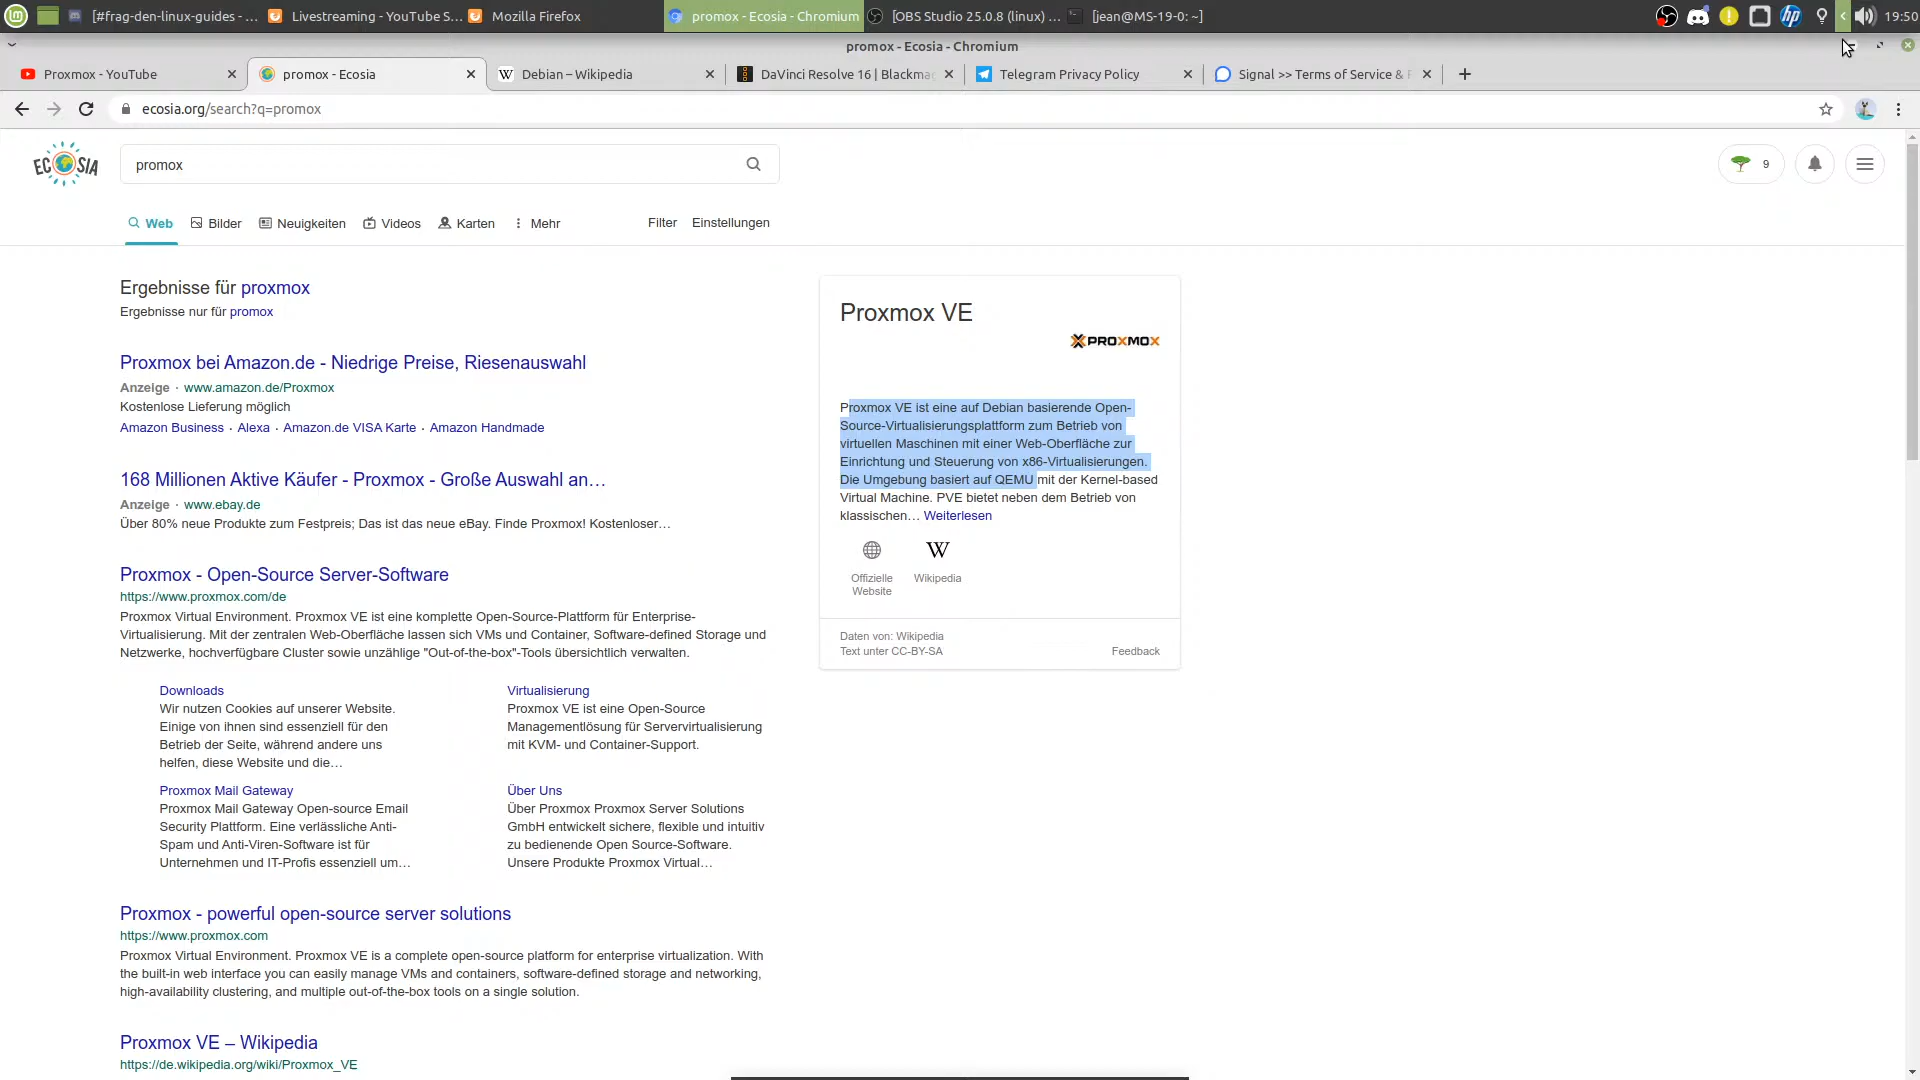 [#frag-den-linux-guides - ...
Livestreaming - YouTube S...
Mozilla Firefox
promox - Ecosia - Chromium
[OBS Studio 25.0.8 (linux) ...
[jean@MS-19-0: ~]
hp
19:50
promox - Ecosia - Chromium
Proxmox - YouTube
promox - Ecosia
W Debian – Wikipedia
DaVinci Resolve 16 | Blackmag
Telegram Privacy Policy
Signal >> Terms of Service & P
ecosia.org/search?q=promox
ECOSIA
promox
9
Web
Bilder
Neuigkeiten
Videos
Karten
Mehr
Filter
Einstellungen
Ergebnisse für proxmox
Ergebnisse nur für promox
Proxmox bei Amazon.de - Niedrige Preise, Riesenauswahl
Anzeige · www.amazon.de/Proxmox
Kostenlose Lieferung möglich
Amazon Business · Alexa · Amazon.de VISA Karte · Amazon Handmade
168 Millionen Aktive Käufer - Proxmox - Große Auswahl an…
Anzeige · www.ebay.de
Über 80% neue Produkte zum Festpreis; Das ist das neue eBay. Finde Proxmox! Kostenloser…
Proxmox - Open-Source Server-Software
https://www.proxmox.com/de
Proxmox Virtual Environment. Proxmox VE ist eine komplette Open-Source-Plattform für Enterprise-
Virtualisierung. Mit der zentralen Web-Oberfläche lassen sich VMs und Container, Software-defined Storage und
Netzwerke, hochverfügbare Cluster sowie unzählige "Out-of-the-box"-Tools übersichtlich verwalten.
Downloads
Wir nutzen Cookies auf unserer Website.
Einige von ihnen sind essenziell für den
Betrieb der Seite, während andere uns
helfen, diese Website und die…
Virtualisierung
Proxmox VE ist eine Open-Source
Managementlösung für Servervirtualisierung
mit KVM- und Container-Support.
Proxmox Mail Gateway
Proxmox Mail Gateway Open-source Email
Security Plattform. Eine verlässliche Anti-
Spam und Anti-Viren-Software ist für
Unternehmen und IT-Profis essenziell um…
Über Uns
Über Proxmox Proxmox Server Solutions
GmbH entwickelt sichere, flexible und intuitiv
zu bedienende Open Source-Software.
Unsere Produkte Proxmox Virtual…
Proxmox - powerful open-source server solutions
https://www.proxmox.com
Proxmox Virtual Environment. Proxmox VE is a complete open-source platform for enterprise virtualization. With
the built-in web interface you can easily manage VMs and containers, software-defined storage and networking,
high-availability clustering, and multiple out-of-the-box tools on a single solution.
Proxmox VE – Wikipedia
https://de.wikipedia.org/wiki/Proxmox_VE
Proxmox VE
PROXMOX
Proxmox VE ist eine auf Debian basierende Open-
Source-Virtualisierungsplattform zum Betrieb von
virtuellen Maschinen mit einer Web-Oberfläche zur
Einrichtung und Steuerung von x86-Virtualisierungen.
Die Umgebung basiert auf QEMU mit der Kernel-based
Virtual Machine. PVE bietet neben dem Betrieb von
klassischen… Weiterlesen
Offizielle
Website
W
Wikipedia
Daten von: Wikipedia
Text unter CC-BY-SA
Feedback